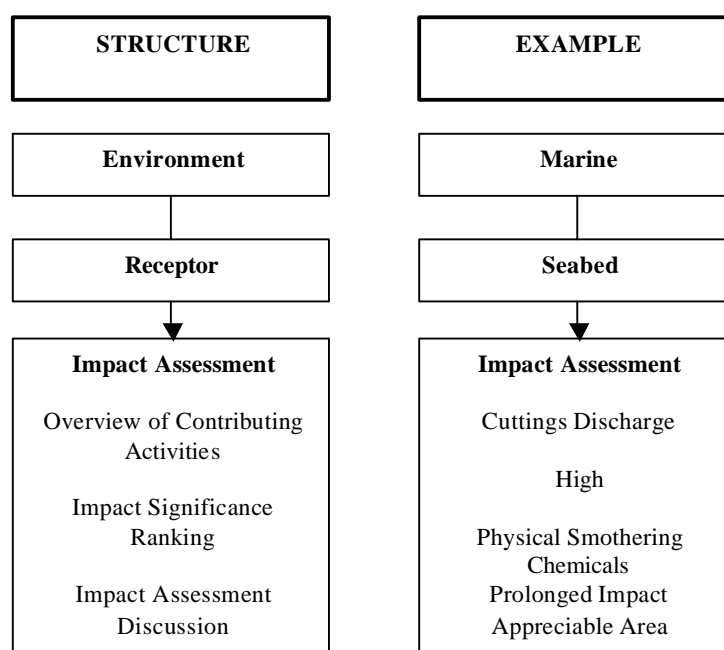 STRUCTURE
Environment
Receptor
Impact Assessment
Overview of Contributing
Activities
Impact Significance
Ranking
Impact Assessment
Discussion
EXAMPLE
Marine
Seabed
Impact Assessment
Cuttings Discharge
High
Physical Smothering
Chemicals
Prolonged Impact
Appreciable Area